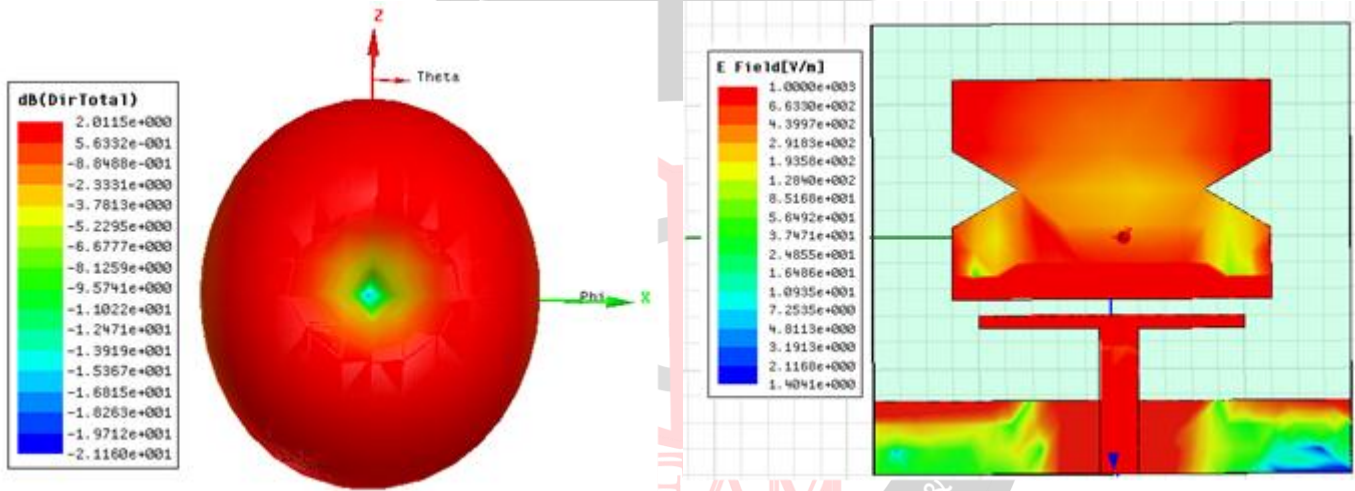 Z
Theta
dB(DirTotal)
2.0115e+000
5.6332e-001
-8.8488e-001
-2.3331e+000
-3.7813e+000
-5.2295e+000
-6.6777e+000
-8.1259e+000
-9.5741e+000
-1.1022e+001
-1.2471e+001
-1.3919e+001
-1.5367e+001
-1.6815e+001
-1.8263e+001
-1.9712e+001
-2.1160e+001
Phi
X
E Field[V/m]
1.0000e+003
6.6330e+002
4.3997e+002
2.9183e+002
1.9358e+002
1.2840e+002
8.5168e+001
5.6492e+001
3.7471e+001
2.4855e+001
1.6486e+001
1.0935e+001
7.2535e+000
4.8113e+000
3.1913e+000
2.1168e+000
1.4041e+000